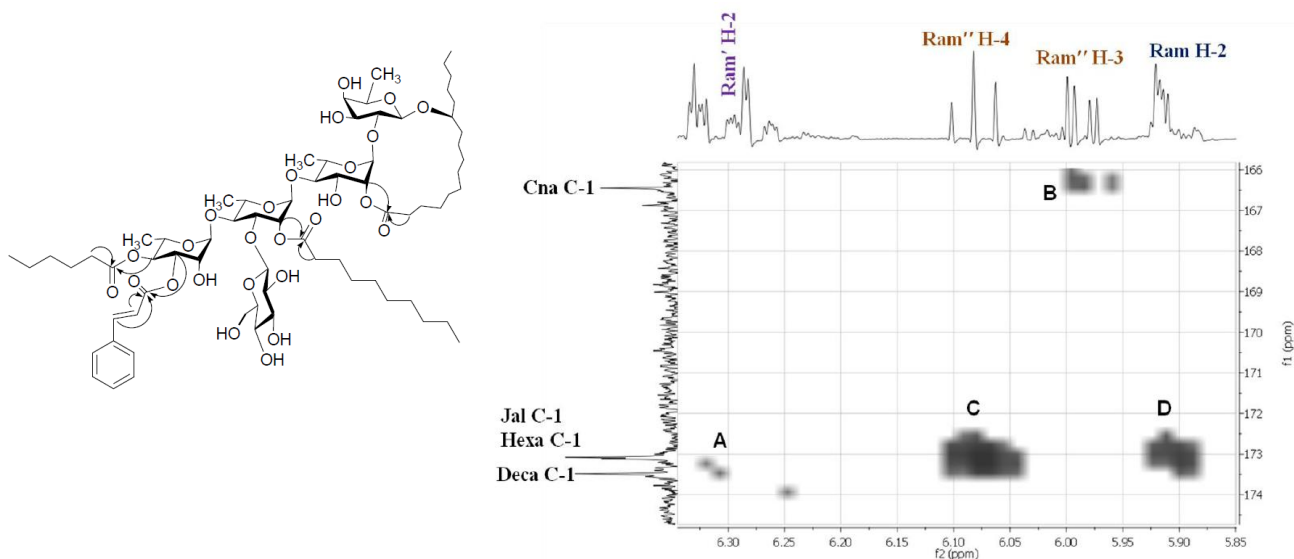 OH CH₃
O O
HO
O
H₃C O O
O
HO O
H₃C O O
O O
H₃C O O
O
O O
O O OH
O OH
O
HO OH
HO
Ram' H-2
Ram'' H-4
Ram'' H-3
Ram H-2
Cna C-1
Jal C-1
Hexa C-1
Deca C-1
A
B
C
D
166
167
168
169
170
171
172
173
174
f1 (ppm)
6.30 6.25 6.20 6.15 6.10 6.05 6.00 5.95 5.90 5.85
f2 (ppm)